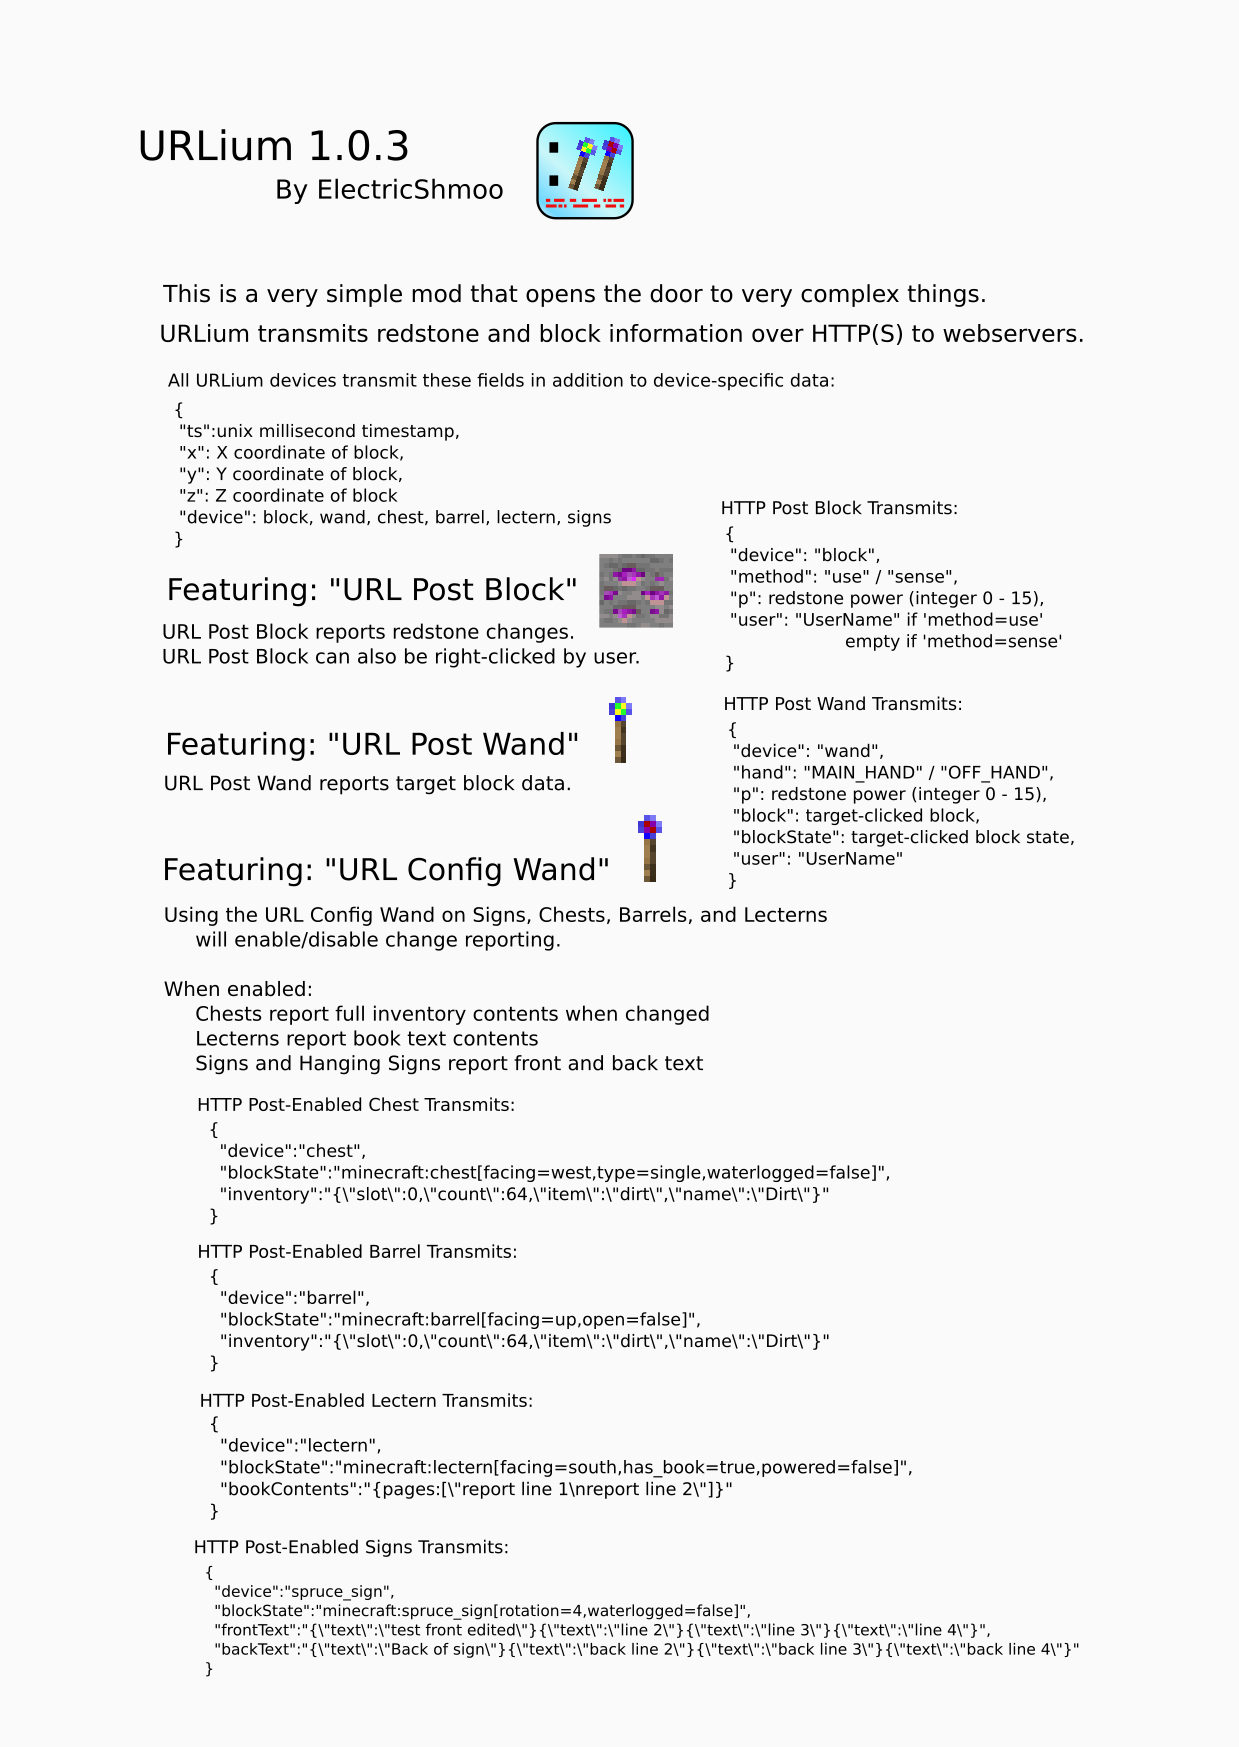 URLium 1.0.3
By ElectricShmoo
This is a very simple mod that opens the door to very complex things.
URLium transmits redstone and block information over HTTP(S) to webservers.
All URLium devices transmit these fields in addition to device-specific data:
{
"ts":unix millisecond timestamp,
"x": X coordinate of block,
"y": Y coordinate of block,
"z": Z coordinate of block
"device": block, wand, chest, barrel, lectern, signs
}
Featuring: "URL Post Block"
URL Post Block reports redstone changes.
URL Post Block can also be right-clicked by user.
HTTP Post Block Transmits:
{
"device": "block",
"method": "use" / "sense",
"p": redstone power (integer 0 - 15),
"user": "UserName" if 'method=use'
empty if 'method=sense'
}
Featuring: "URL Post Wand"
URL Post Wand reports target block data.
HTTP Post Wand Transmits:
{
"device": "wand",
"hand": "MAIN_HAND" / "OFF_HAND",
"p": redstone power (integer 0 - 15),
"block": target-clicked block,
"blockState": target-clicked block state,
"user": "UserName"
}
Featuring: "URL Config Wand"
Using the URL Config Wand on Signs, Chests, Barrels, and Lecterns
will enable/disable change reporting.
When enabled:
Chests report full inventory contents when changed
Lecterns report book text contents
Signs and Hanging Signs report front and back text
HTTP Post-Enabled Chest Transmits:
{
"device":"chest",
"blockState":"minecraft:chest[facing=west,type=single,waterlogged=false]",
"inventory":"{\"slot\":0,\"count\":64,\"item\":\"dirt\",\"name\":\"Dirt\"}"
}
HTTP Post-Enabled Barrel Transmits:
{
"device":"barrel",
"blockState":"minecraft:barrel[facing=up,open=false]",
"inventory":"{\"slot\":0,\"count\":64,\"item\":\"dirt\",\"name\":\"Dirt\"}"
}
HTTP Post-Enabled Lectern Transmits:
{
"device":"lectern",
"blockState":"minecraft:lectern[facing=south,has_book=true,powered=false]",
"bookContents":"{pages:[\"report line 1\nreport line 2\"]}"
}
HTTP Post-Enabled Signs Transmits:
{
"device":"spruce_sign",
"blockState":"minecraft:spruce_sign[rotation=4,waterlogged=false]",
"frontText":"{\"text\":\"test front edited\"}{\"text\":\"line 2\"}{\"text\":\"line 3\"}{\"text\":\"line 4\"}",
"backText":"{\"text\":\"Back of sign\"}{\"text\":\"back line 2\"}{\"text\":\"back line 3\"}{\"text\":\"back line 4\"}"
}